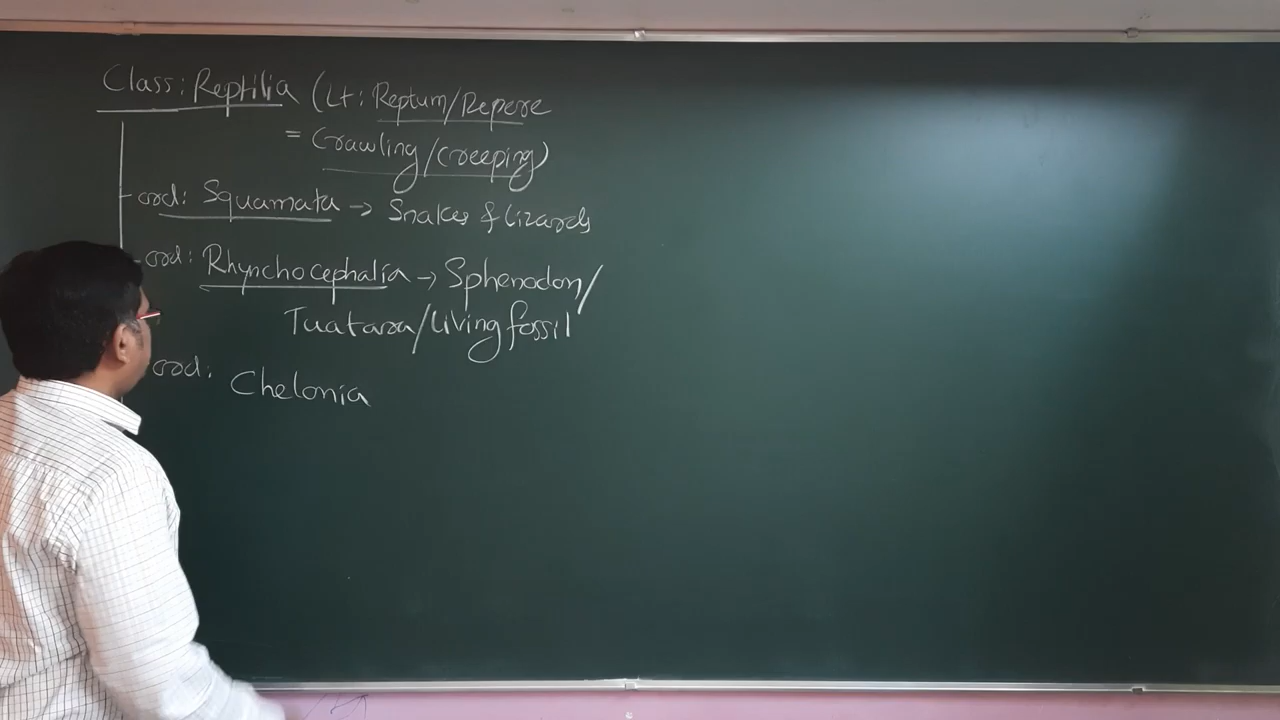 Class: Reptilia (Lt: Reptum/Repere
= Crawling/creeping)
ord: Squamata → Snakes & Lizards
ord: Rhynchocephalia → Sphenodon/
Tuatara/Living fossil
ord: Chelonia